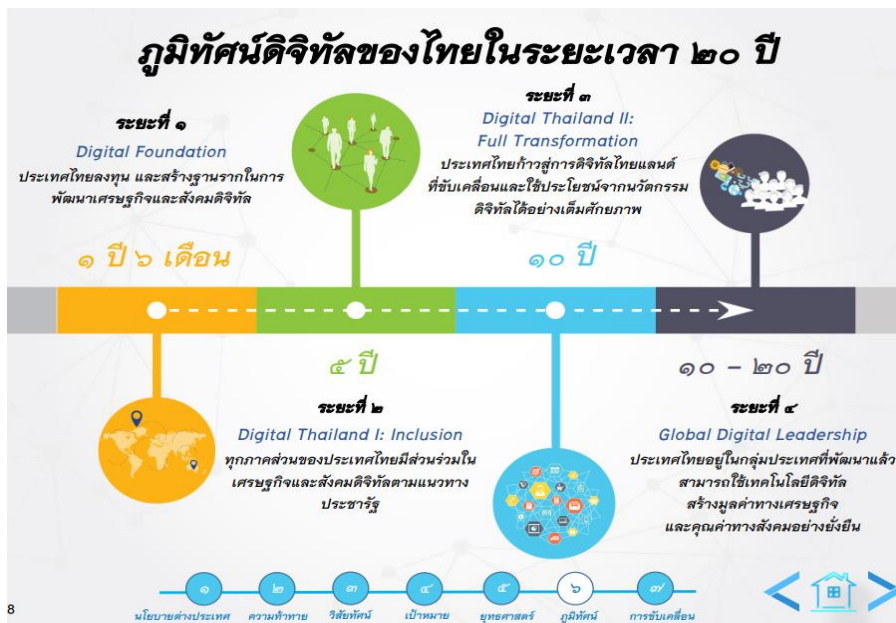 ภูมิทัศน์ดิจิทัลของไทยในระยะเวลา ๒๐ ปี
ระยะที่ ๑
Digital Foundation
ประเทศไทยลงทุน และสร้างฐานรากในการ
พัฒนาเศรษฐกิจและสังคมดิจิทัล
๑ ปี ๖ เดือน
ระยะที่ ๓
Digital Thailand II:
Full Transformation
ประเทศไทยก้าวสู่การดิจิทัลไทยแลนด์
ที่ขับเคลื่อนและใช้ประโยชน์จากนวัตกรรม
ดิจิทัลได้อย่างเต็มศักยภาพ
๑๐ ปี
๕ ปี
ระยะที่ ๒
Digital Thailand I: Inclusion
ทุกภาคส่วนของประเทศไทยมีส่วนร่วมใน
เศรษฐกิจและสังคมดิจิทัลตามแนวทาง
ประชารัฐ
๑๐ – ๒๐ ปี
ระยะที่ ๔
Global Digital Leadership
ประเทศไทยอยู่ในกลุ่มประเทศที่พัฒนาแล้ว
สามารถใช้เทคโนโลยีดิจิทัล
สร้างมูลค่าทางเศรษฐกิจ
และคุณค่าทางสังคมอย่างยั่งยืน
8
๑ ๒ ๓ ๔ ๕ ๖ ๗
นโยบายต่างประเทศ ความท้าทาย วิสัยทัศน์ เป้าหมาย ยุทธศาสตร์ ภูมิทัศน์ การขับเคลื่อน